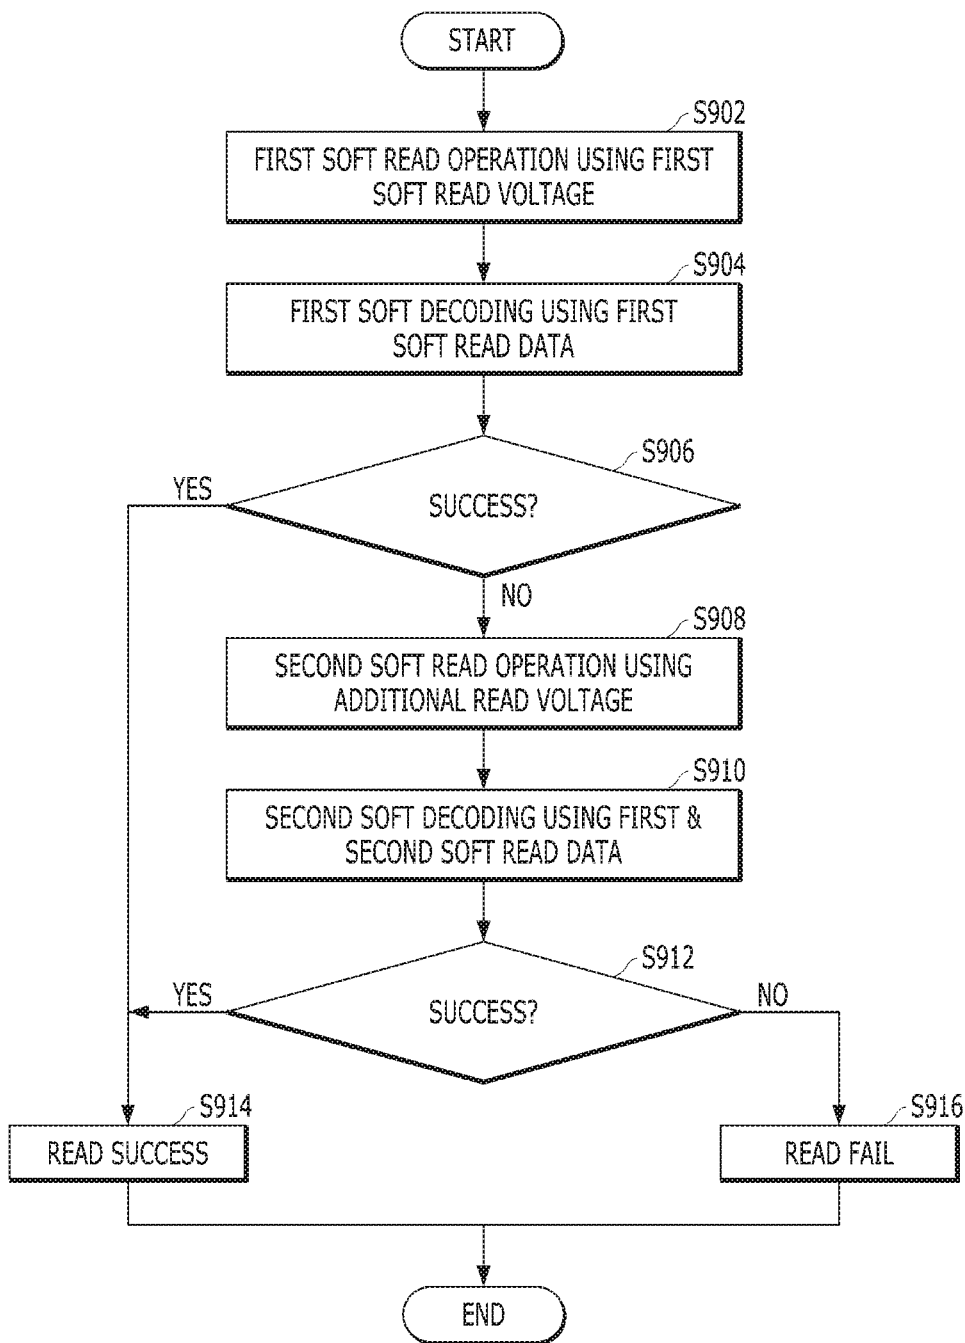 START
S902
FIRST SOFT READ OPERATION USING FIRST
SOFT READ VOLTAGE
S904
FIRST SOFT DECODING USING FIRST
SOFT READ DATA
S906
YES
SUCCESS?
NO
S908
SECOND SOFT READ OPERATION USING
ADDITIONAL READ VOLTAGE
S910
SECOND SOFT DECODING USING FIRST &
SECOND SOFT READ DATA
S912
YES
SUCCESS?
NO
S914
READ SUCCESS
S916
READ FAIL
END